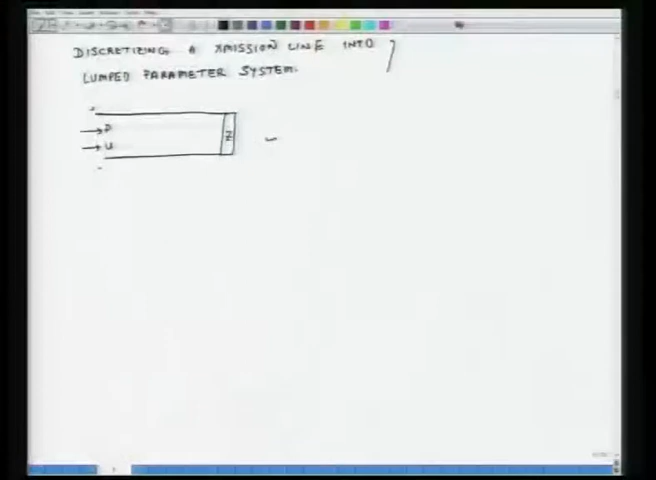 DISCRETIZING A XMISSION LINE INTO
LUMPED PARAMETER SYSTEM.
P
U
Z